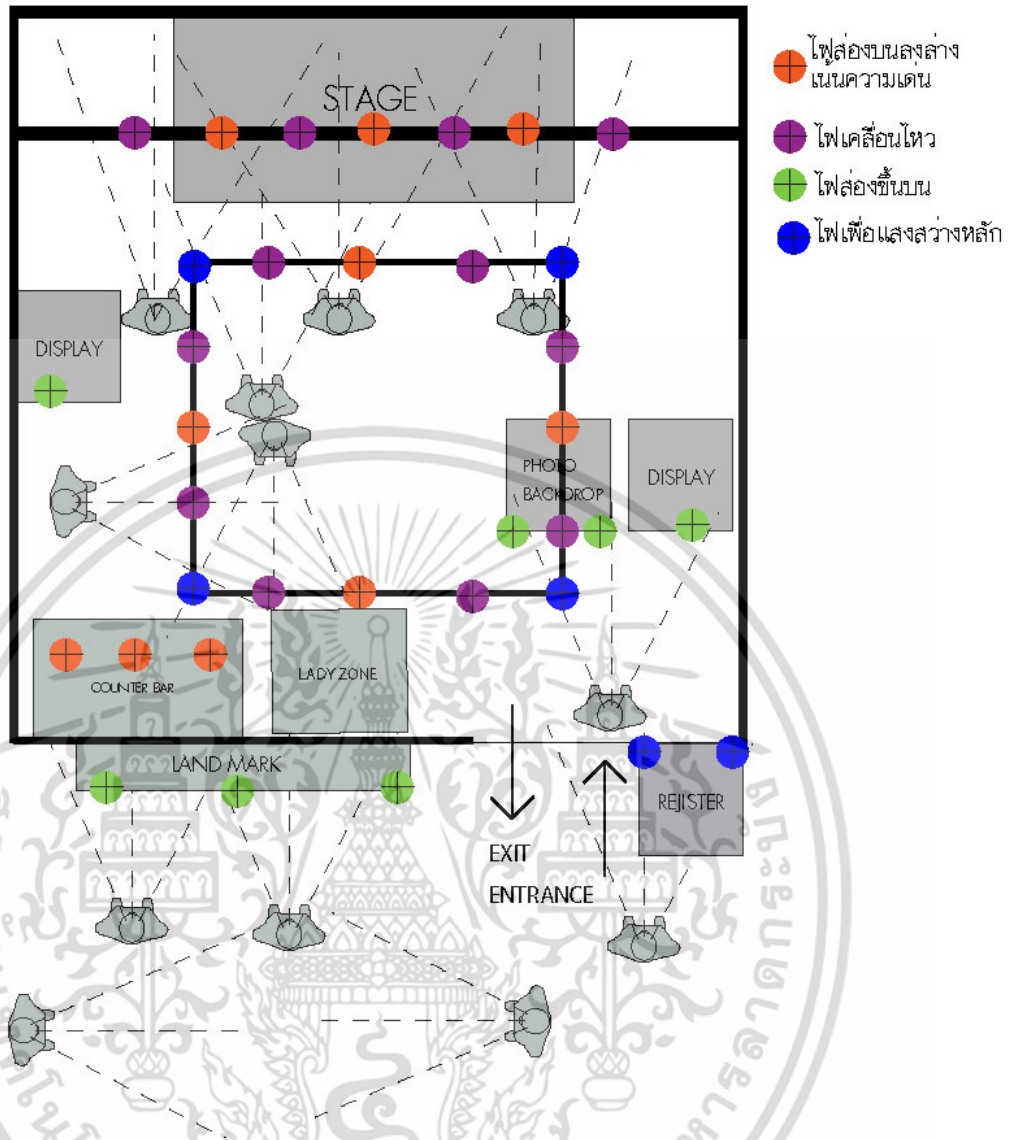 STAGE
ไฟส่องบนลงล่าง
เน้นความเด่น
ไฟเคลื่อนไหว
ไฟส่องขึ้นบน
ไฟเพื่อแสงสว่างหลัก
DISPLAY
PHOTO
BACKDROP
DISPLAY
COUNTER BAR
LADY ZONE
LAND MARK
REJISTER
EXIT
ENTRANCE